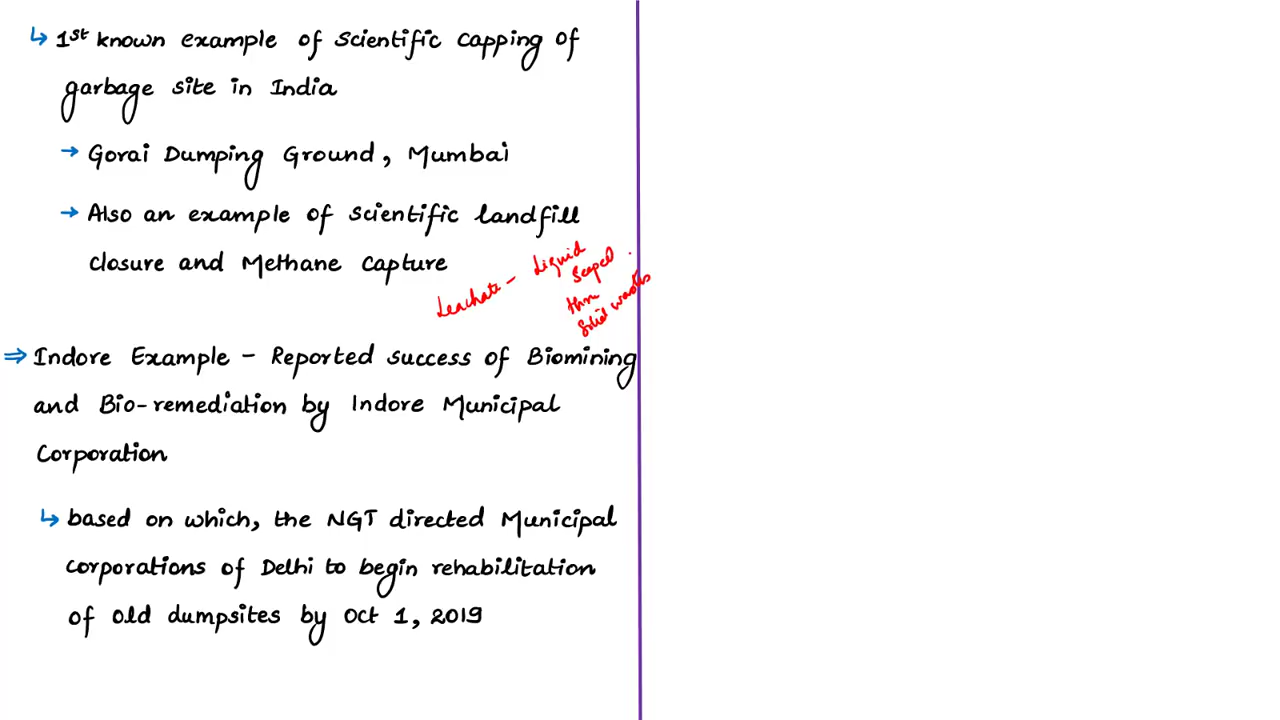 ↳ 1st known example of scientific capping of
garbage site in India
→ Gorai Dumping Ground, Mumbai
→ Also an example of scientific landfill
closure and Methane Capture
Leachate - Liquid
Seeped
thru
Solid wastes
⇒ Indore Example - Reported success of Biomining
and Bio-remediation by Indore Municipal
Corporation
↳ based on which, the NGT directed Municipal
corporations of Delhi to begin rehabilitation
of old dumpsites by Oct 1, 2019